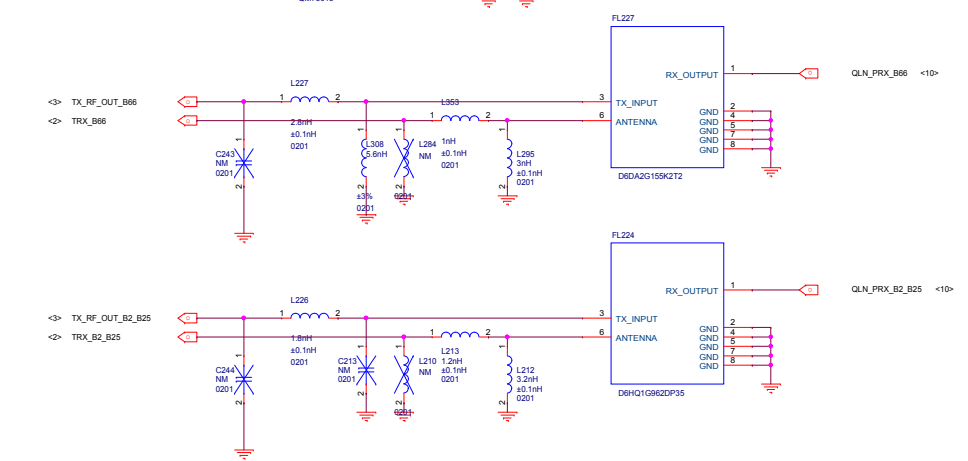 FL227
RX_OUTPUT 1 QLN_PRX_B66 <10>
L227
<3> TX_RF_OUT_B66 1 2 L353 3 TX_INPUT
<2> TRX_B66 1 2 6 ANTENNA
2.8nH
±0.1nH
0201
GND 2
GND 4
GND 5
GND 7
GND 8
1
C243
NM
0201
2
1
L308
5.6nH
2
±3%
0201
1
L284
NM
2
0201
1nH
±0.1nH
0201
1
L295
3nH
±0.1nH
0201
2
D6DA2G155K2T2
FL224
RX_OUTPUT 1 QLN_PRX_B2_B25 <10>
L226
<3> TX_RF_OUT_B2_B25 1 2 3 TX_INPUT
<2> TRX_B2_B25 1 2 6 ANTENNA
1.8nH
±0.1nH
0201
GND 2
GND 4
GND 5
GND 7
GND 8
1
C244
NM
0201
2
1
C213
NM
0201
2
1
L210
NM
2
0201
L213
1.2nH
±0.1nH
0201
1
L212
3.2nH
±0.1nH
0201
2
D6HQ1G962DP35